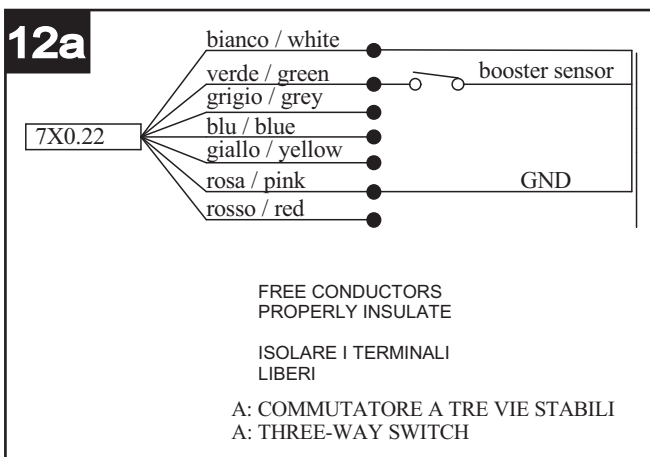 12a
bianco / white
verde / green
booster sensor
grigio / grey
7X0.22
blu / blue
giallo / yellow
rosa / pink
GND
rosso / red
FREE CONDUCTORS
PROPERLY INSULATE
ISOLARE I TERMINALI
LIBERI
A: COMMUTATORE A TRE VIE STABILI
A: THREE-WAY SWITCH